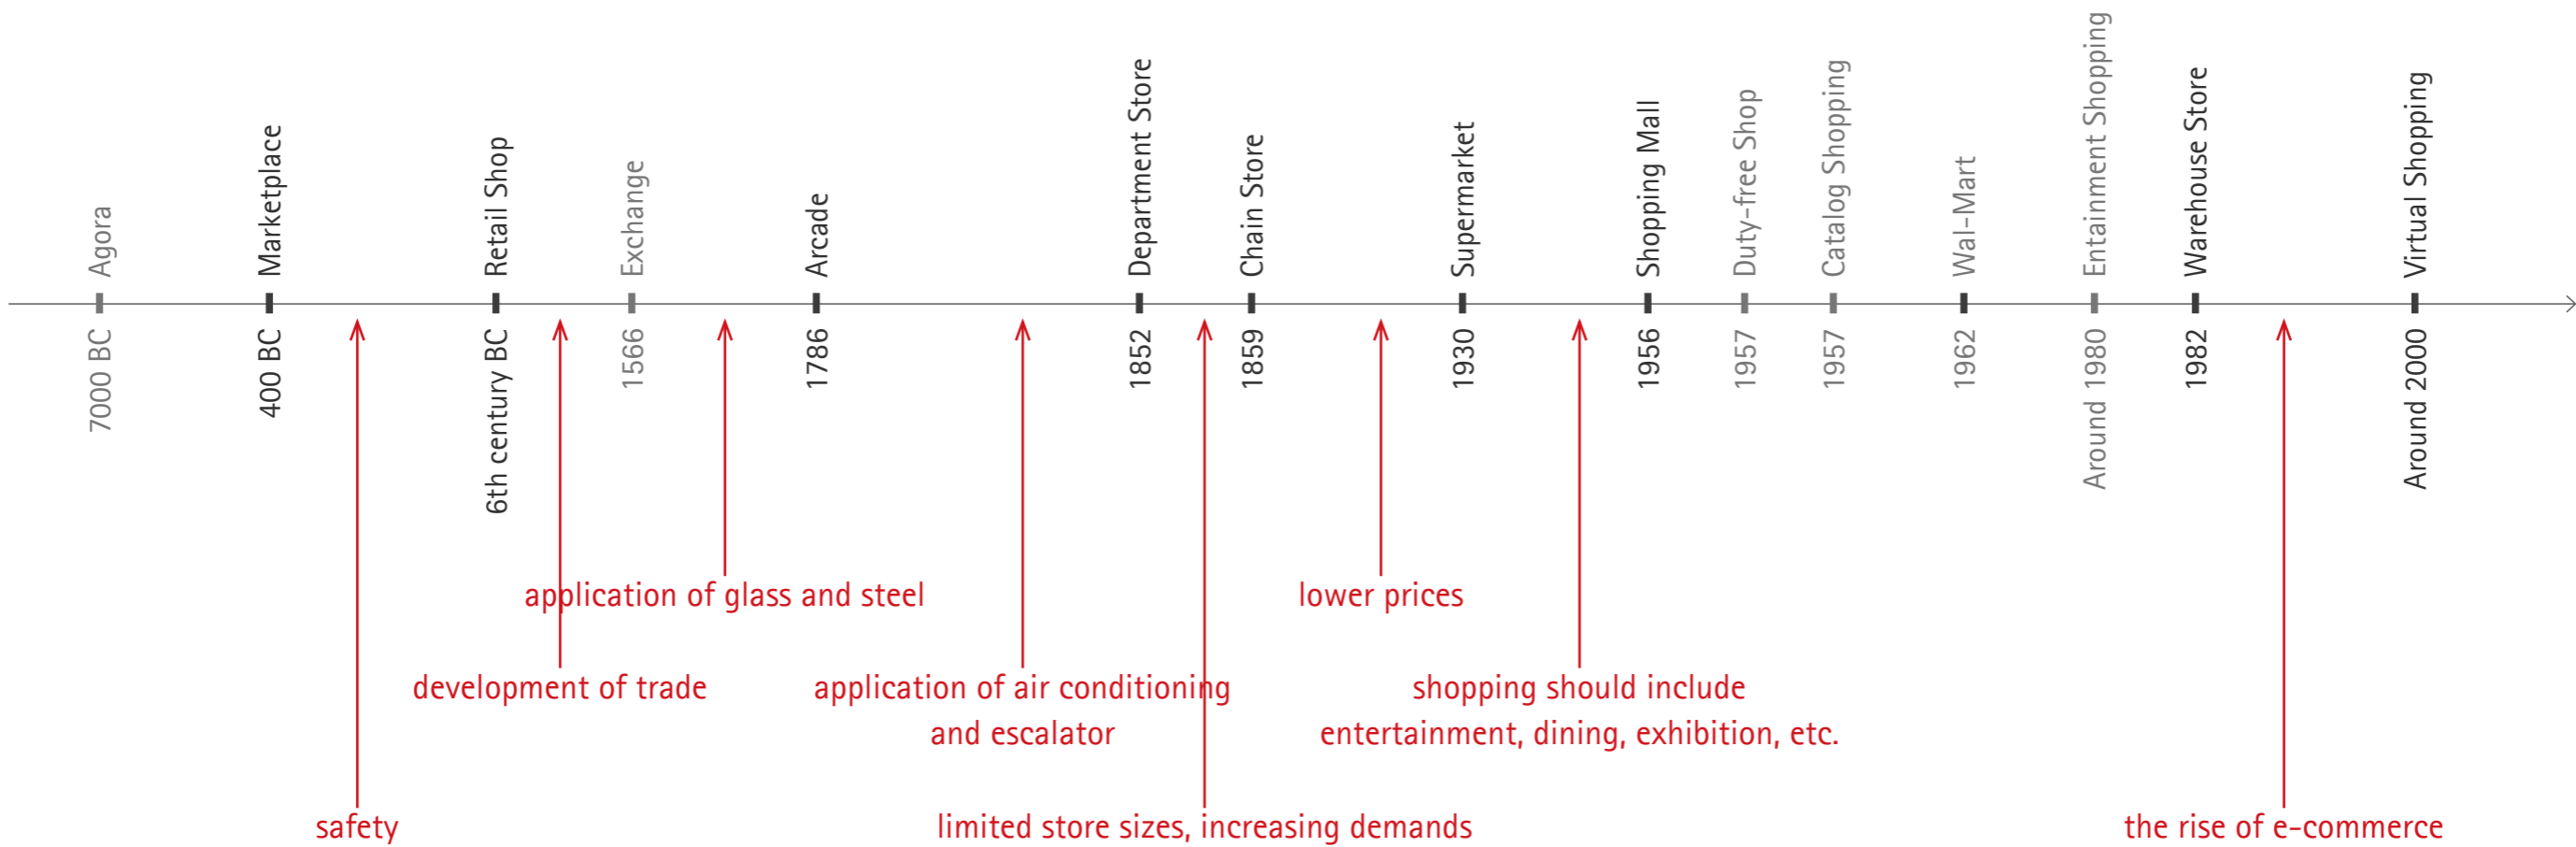 Agora
Marketplace
Retail Shop
Exchange
Arcade
Department Store
Chain Store
Supermarket
Shopping Mall
Duty-free Shop
Catalog Shopping
Wal-Mart
Entainment Shopping
Warehouse Store
Virtual Shopping
7000 BC
400 BC
6th century BC
1566
1786
1852
1859
1930
1956
1957
1957
1962
Around 1980
1982
Around 2000
application of glass and steel
lower prices
development of trade
application of air conditioning
and escalator
shopping should include
entertainment, dining, exhibition, etc.
safety
limited store sizes, increasing demands
the rise of e-commerce